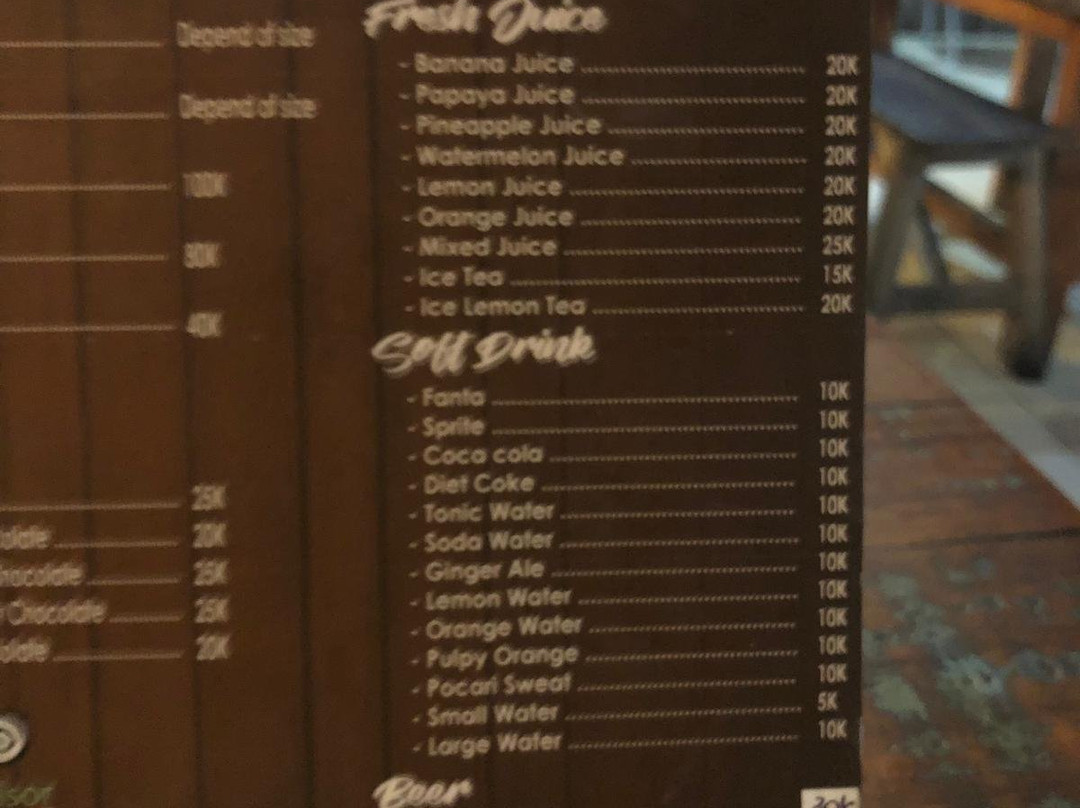 Depend of size
Depend of size
100K
80K
40K
25K
20K
Chocolate 25K
Chocolate 25K
20K
Fresh Juice
- Banana Juice 20K
- Papaya Juice 20K
- Pineapple Juice 20K
- Watermelon Juice 20K
- Lemon Juice 20K
- Orange Juice 20K
- Mixed Juice 25K
- Ice Tea 15K
- Ice Lemon Tea 20K
Soft Drink
- Fanta 10K
- Sprite 10K
- Coca cola 10K
- Diet Coke 10K
- Tonic Water 10K
- Soda Water 10K
- Ginger Ale 10K
- Lemon Water 10K
- Orange Water 10K
- Pulpy Orange 10K
- Pocari Sweat 10K
- Small Water 5K
- Large Water 10K
Beer